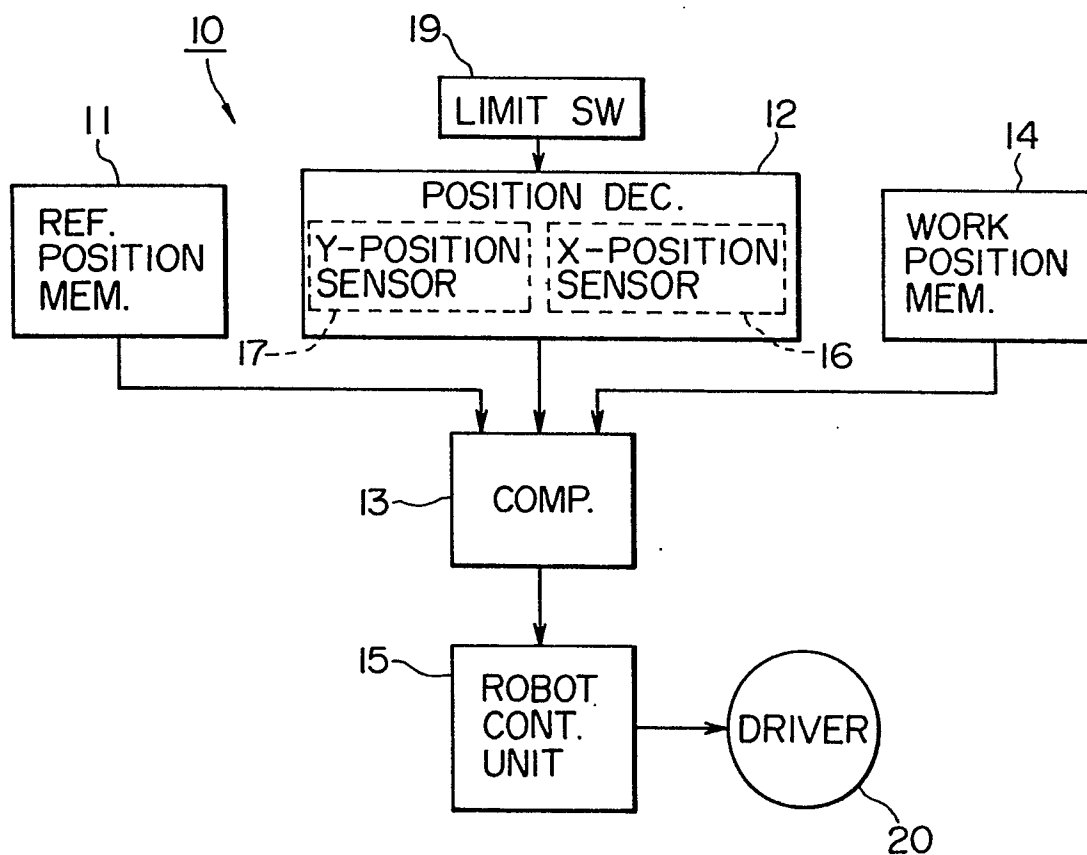 10
19
LIMIT SW
11
12
14
REF.
POSITION
MEM.
POSITION DEC.
Y-POSITION
SENSOR
X-POSITION
SENSOR
WORK
POSITION
MEM.
17
16
13
COMP.
15
ROBOT
CONT.
UNIT
DRIVER
20